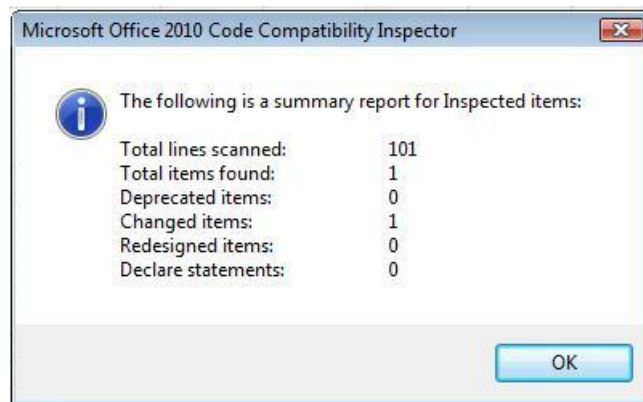 Microsoft Office 2010 Code Compatibility Inspector
The following is a summary report for Inspected items:
Total lines scanned: 101
Total items found: 1
Deprecated items: 0
Changed items: 1
Redesigned items: 0
Declare statements: 0
OK